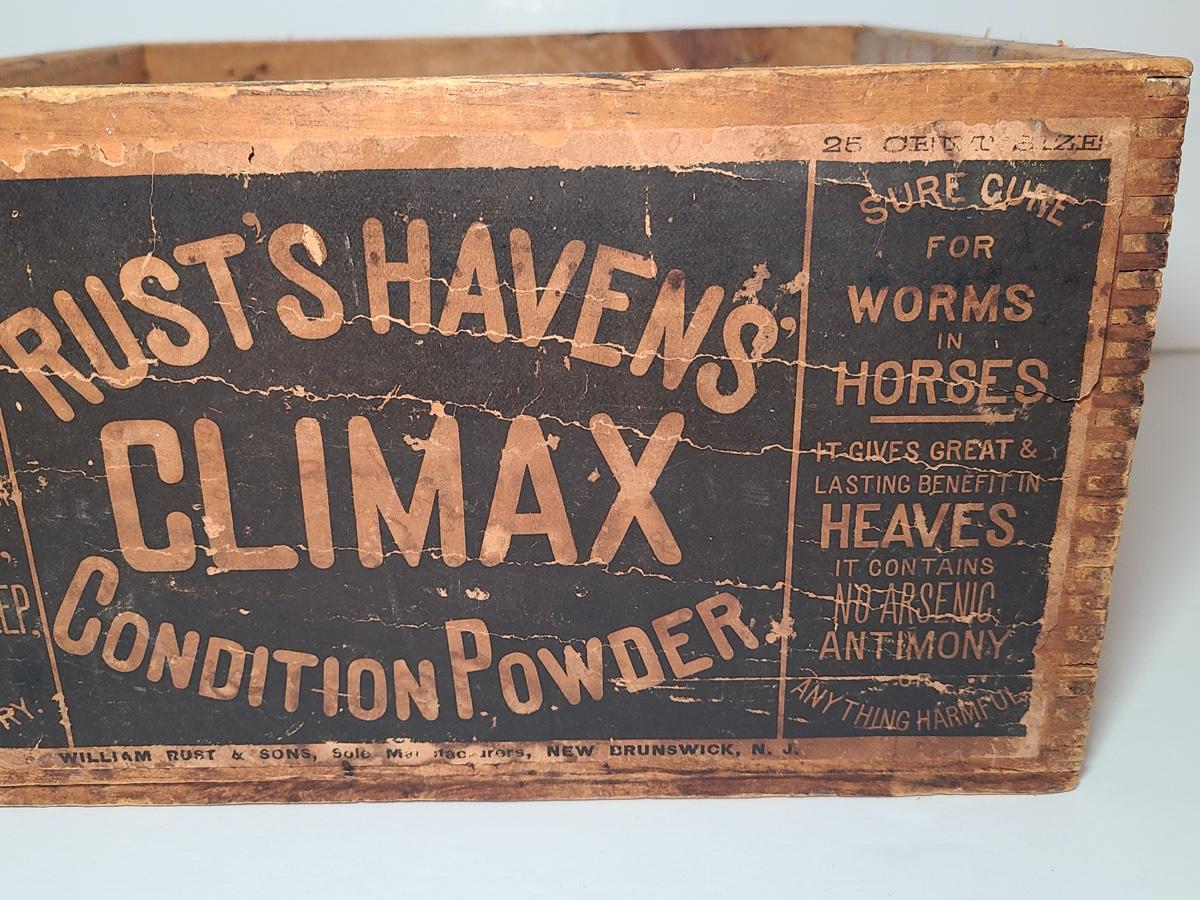 25 CENT SIZE
RUST'S HAVENS'
CLIMAX
CONDITION POWDER
SURE CURE
FOR
WORMS
IN
HORSES.
IT GIVES GREAT &
LASTING BENEFIT IN
HEAVES.
IT CONTAINS
NO ARSENIC,
ANTIMONY
OR
ANYTHING HARMFUL
WILLIAM RUST & SONS, Sole Manufacturers, NEW BRUNSWICK, N. J.